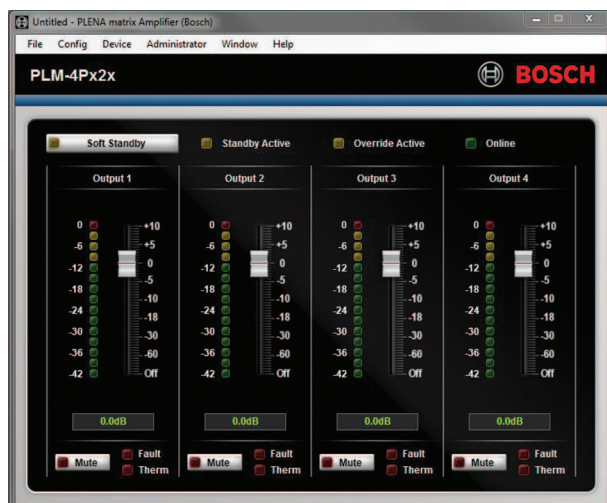 Untitled - PLENA matrix Amplifier (Bosch)
File Config Device Administrator Window Help
PLM-4Px2x
BOSCH
Soft Standby Standby Active Override Active Online
Output 1 Output 2 Output 3 Output 4
0 +10 0 +10 0 +10 0 +10
-6 +5 -6 +5 -6 +5 -6 +5
-12 0 -12 0 -12 0 -12 0
-5 -5 -5 -5
-18 -10 -18 -10 -18 -10 -18 -10
-24 -18 -24 -18 -24 -18 -24 -18
-30 -30 -30 -30 -30 -30 -30 -30
-36 -60 -36 -60 -36 -60 -36 -60
-42 Off -42 Off -42 Off -42 Off
0.0dB 0.0dB 0.0dB 0.0dB
Mute Fault Mute Fault Mute Fault Mute Fault
Therm Therm Therm Therm